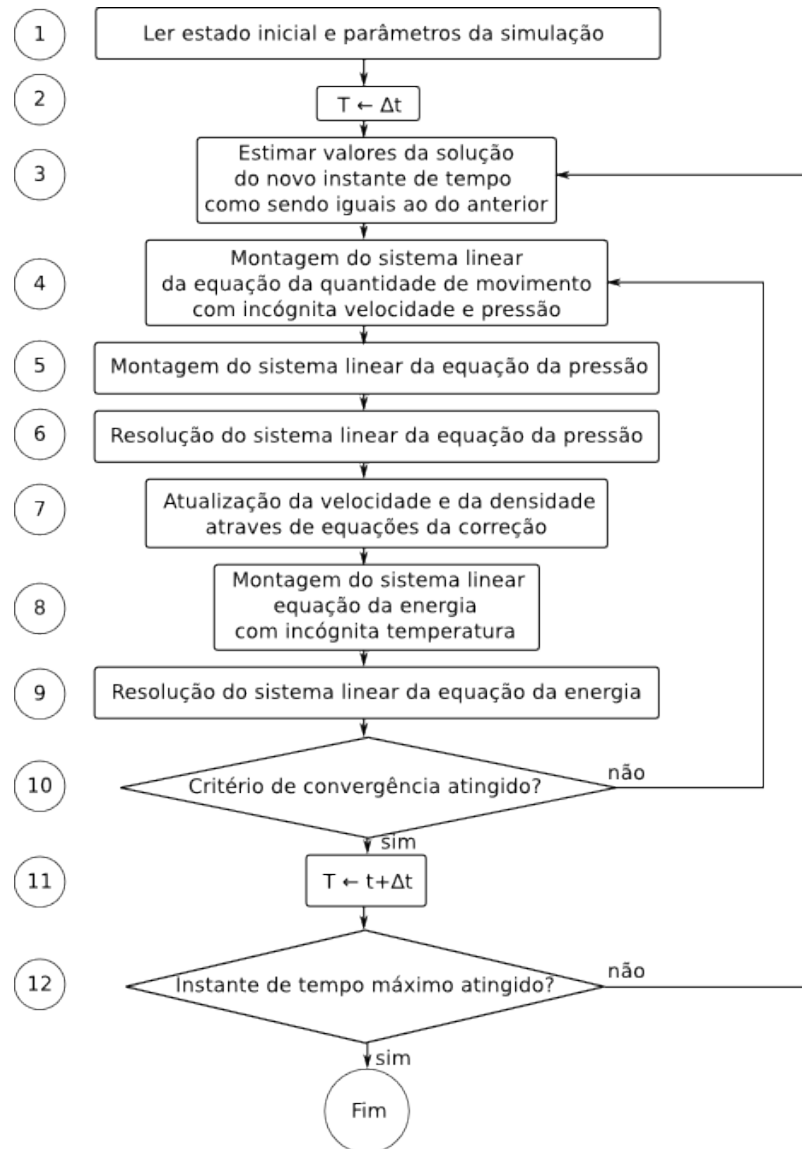 1
Ler estado inicial e parâmetros da simulação
2
T ← Δt
3
Estimar valores da solução
do novo instante de tempo
como sendo iguais ao do anterior
4
Montagem do sistema linear
da equação da quantidade de movimento
com incógnita velocidade e pressão
5
Montagem do sistema linear da equação da pressão
6
Resolução do sistema linear da equação da pressão
7
Atualização da velocidade e da densidade
atraves de equações da correção
8
Montagem do sistema linear
equação da energia
com incógnita temperatura
9
Resolução do sistema linear da equação da energia
10
Critério de convergência atingido?
não
sim
11
T ← t+Δt
12
Instante de tempo máximo atingido?
não
sim
Fim